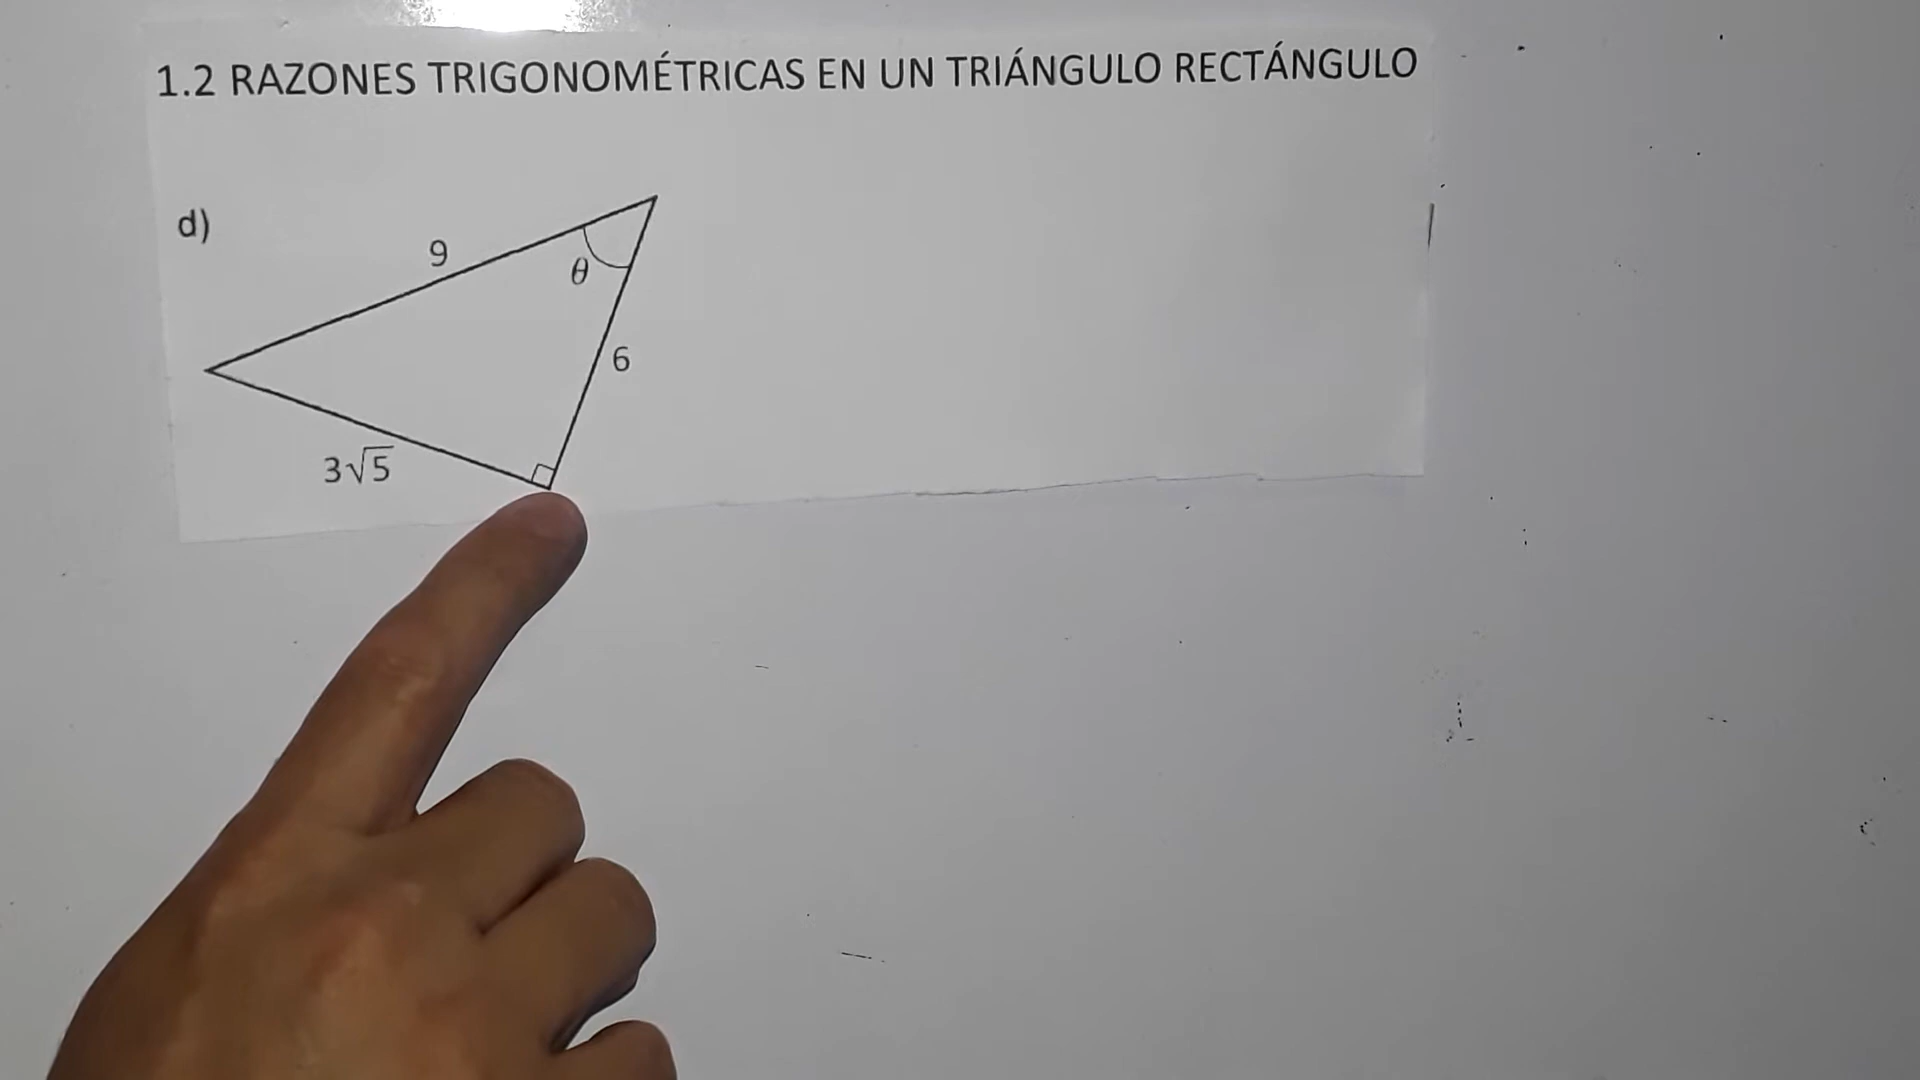 1.2 RAZONES TRIGONOMÉTRICAS EN UN TRIÁNGULO RECTÁNGULO
d)
9
θ
6
3√5